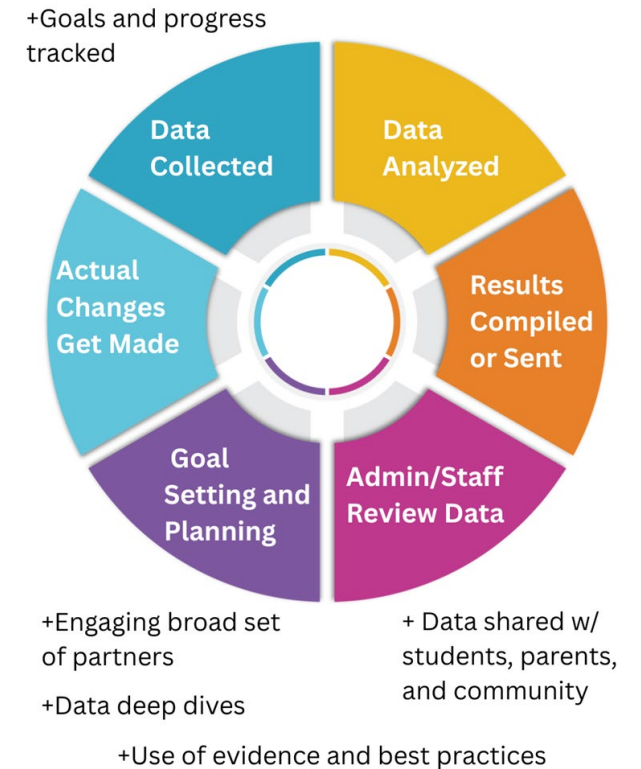 +Goals and progress
tracked
Data
Collected
Data
Analyzed
Results
Compiled
or Sent
Admin/Staff
Review Data
Goal
Setting and
Planning
Actual
Changes
Get Made
+Engaging broad set
of partners
+Data deep dives
+ Data shared w/
students, parents,
and community
+Use of evidence and best practices